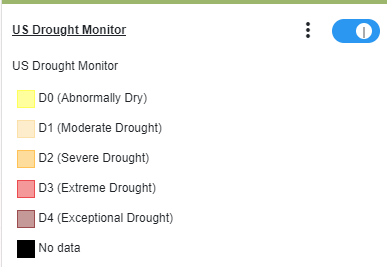 US Drought Monitor
US Drought Monitor
D0 (Abnormally Dry)
D1 (Moderate Drought)
D2 (Severe Drought)
D3 (Extreme Drought)
D4 (Exceptional Drought)
No data